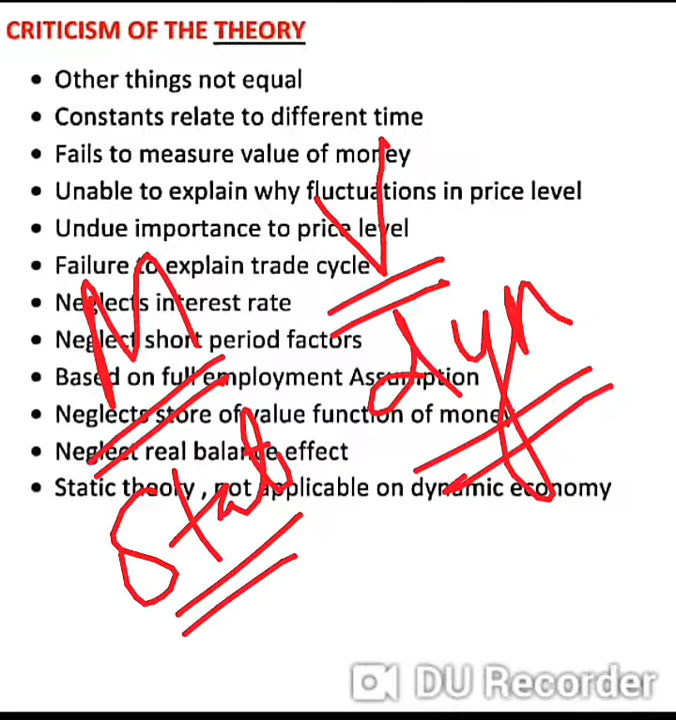 CRITICISM OF THE THEORY
• Other things not equal
• Constants relate to different time
• Fails to measure value of money
• Unable to explain why fluctuations in price level
• Undue importance to price level
• Failure to explain trade cycle
• Neglects interest rate
• Neglect short period factors
• Based on full employment Assumption
• Neglects store of value function of money
• Neglect real balance effect
• Static theory , not applicable on dynamic economy
M
V
dyn
Stat
DU Recorder